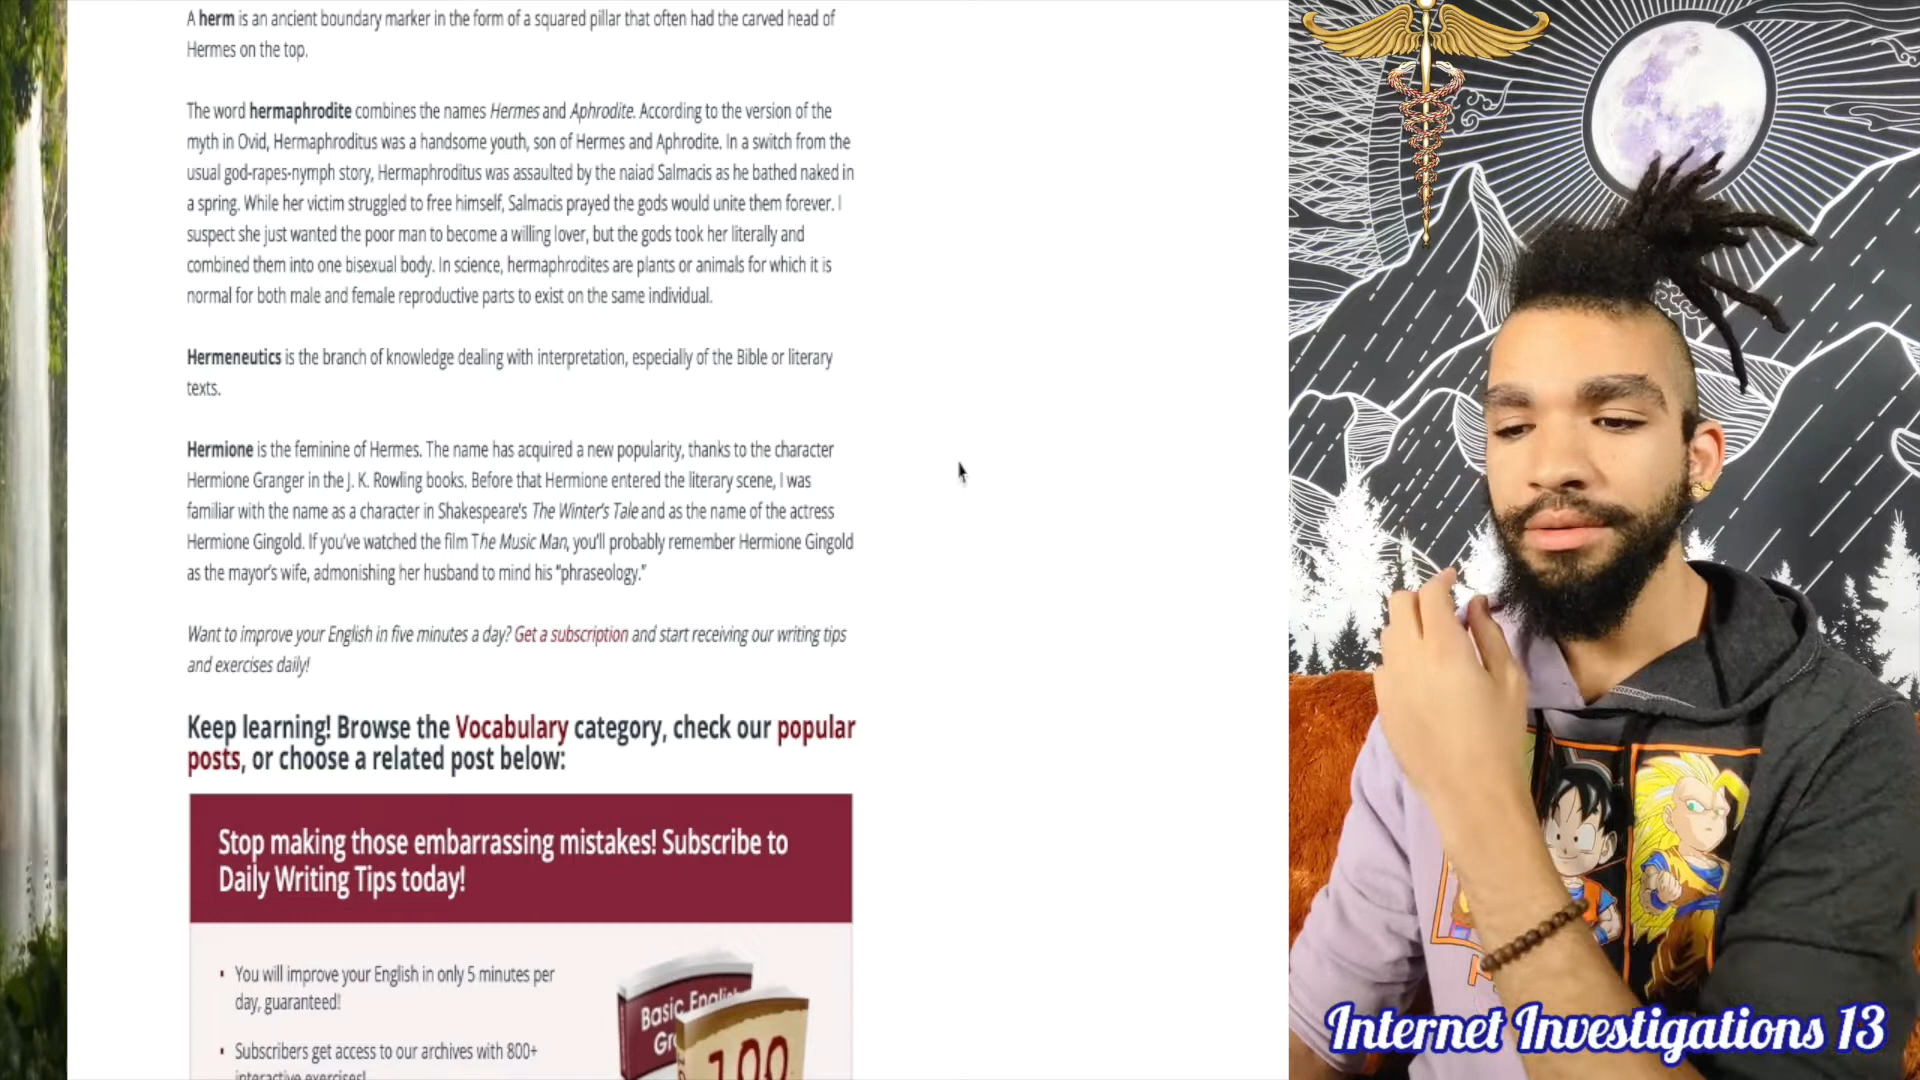 A herm is an ancient boundary marker in the form of a squared pillar that often had the carved head of
Hermes on the top.
The word hermaphrodite combines the names Hermes and Aphrodite. According to the version of the
myth in Ovid, Hermaphroditus was a handsome youth, son of Hermes and Aphrodite. In a switch from the
usual god-rapes-nymph story, Hermaphroditus was assaulted by the naiad Salmacis as he bathed naked in
a spring. While her victim struggled to free himself, Salmacis prayed the gods would unite them forever. I
suspect she just wanted the poor man to become a willing lover, but the gods took her literally and
combined them into one bisexual body. In science, hermaphrodites are plants or animals for which it is
normal for both male and female reproductive parts to exist on the same individual.
Hermeneutics is the branch of knowledge dealing with interpretation, especially of the Bible or literary
texts.
Hermione is the feminine of Hermes. The name has acquired a new popularity, thanks to the character
Hermione Granger in the J. K. Rowling books. Before that Hermione entered the literary scene, I was
familiar with the name as a character in Shakespeare's The Winter's Tale and as the name of the actress
Hermione Gingold. If you've watched the film The Music Man, you'll probably remember Hermione Gingold
as the mayor's wife, admonishing her husband to mind his "phraseology."
Want to improve your English in five minutes a day? Get a subscription and start receiving our writing tips
and exercises daily!
Keep learning! Browse the Vocabulary category, check our popular
posts, or choose a related post below:
Stop making those embarrassing mistakes! Subscribe to
Daily Writing Tips today!
You will improve your English in only 5 minutes per
day, guaranteed!
Subscribers get access to our archives with 800+
interactive exercises!
Basic English
100
Internet Investigations 13